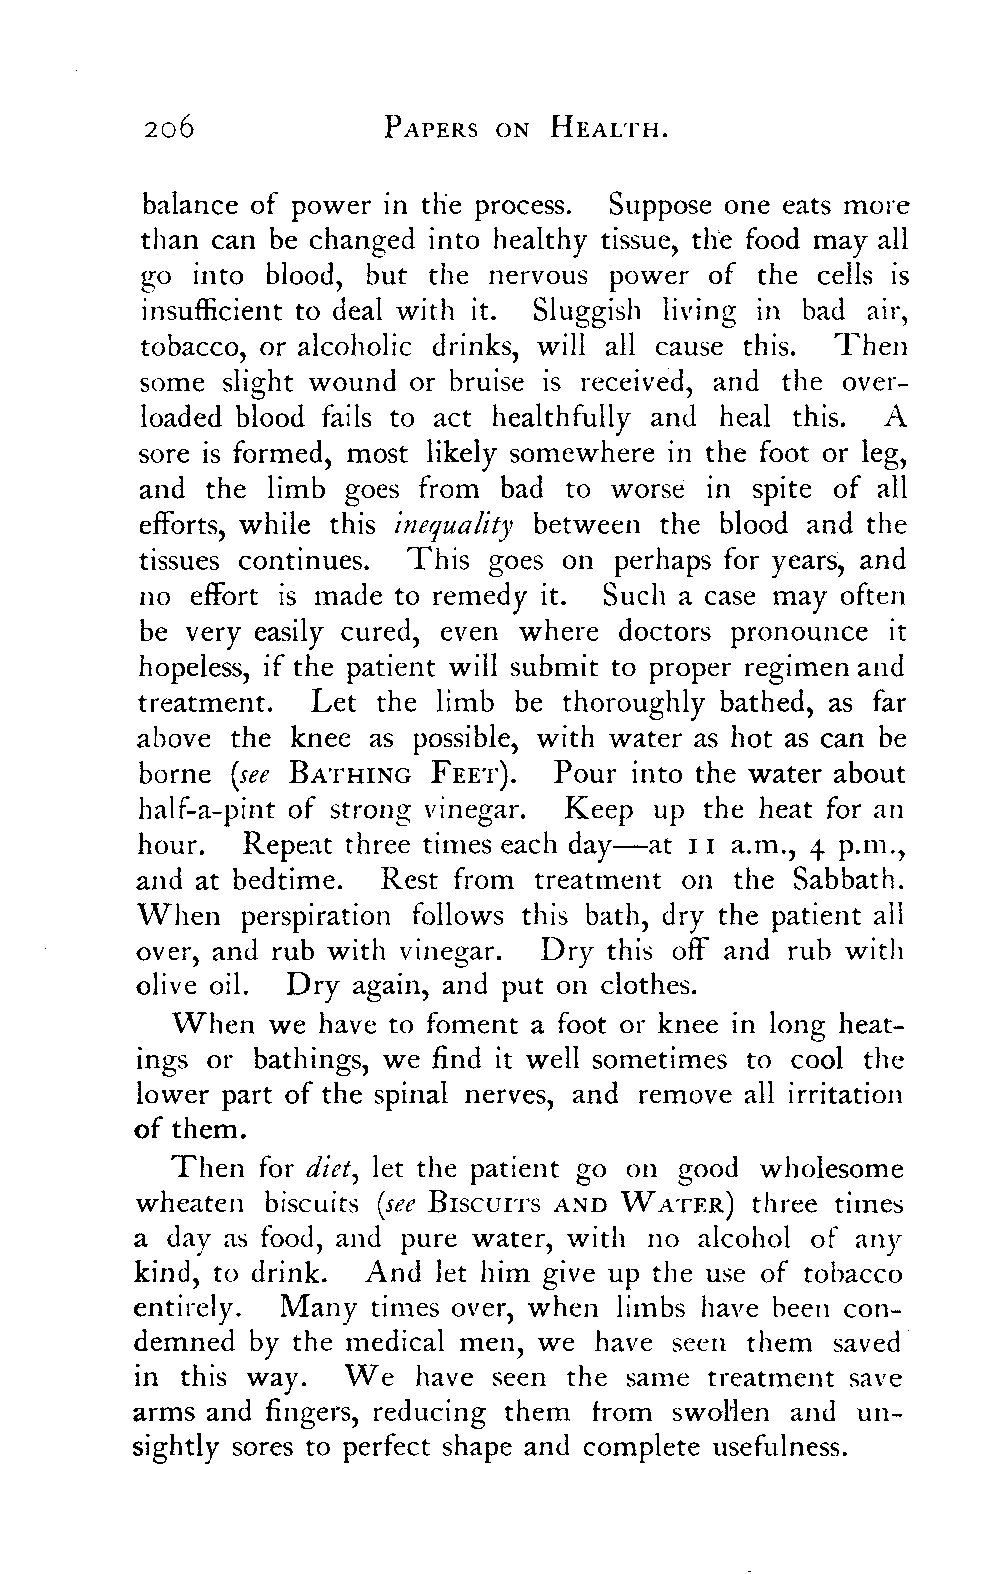 206 PAPERS ON HEALTH.
balance of power in the process. Suppose one eats more
than can be changed into healthy tissue, the food may all
go into blood, but the nervous power of the cells is
insufficient to deal with it. Sluggish living in bad air,
tobacco, or alcoholic drinks, will all cause this. Then
some slight wound or bruise is received, and the over-
loaded blood fails to act healthfully and heal this. A
sore is formed, most likely somewhere in the foot or leg,
and the limb goes from bad to worse in spite of all
efforts, while this inequality between the blood and the
tissues continues. This goes on perhaps for years, and
no effort is made to remedy it. Such a case may often
be very easily cured, even where doctors pronounce it
hopeless, if the patient will submit to proper regimen and
treatment. Let the limb be thoroughly bathed, as far
above the knee as possible, with water as hot as can be
borne (see BATHING FEET). Pour into the water about
half-a-pint of strong vinegar. Keep up the heat for an
hour. Repeat three times each day—at 11 a.m., 4 p.m.,
and at bedtime. Rest from treatment on the Sabbath.
When perspiration follows this bath, dry the patient all
over, and rub with vinegar. Dry this off and rub with
olive oil. Dry again, and put on clothes.
When we have to foment a foot or knee in long heat-
ings or bathings, we find it well sometimes to cool the
lower part of the spinal nerves, and remove all irritation
of them.
Then for diet, let the patient go on good wholesome
wheaten biscuits (see BISCUITS AND WATER) three times
a day as food, and pure water, with no alcohol of any
kind, to drink. And let him give up the use of tobacco
entirely. Many times over, when limbs have been con-
demned by the medical men, we have seen them saved
in this way. We have seen the same treatment save
arms and fingers, reducing them from swollen and un-
sightly sores to perfect shape and complete usefulness.